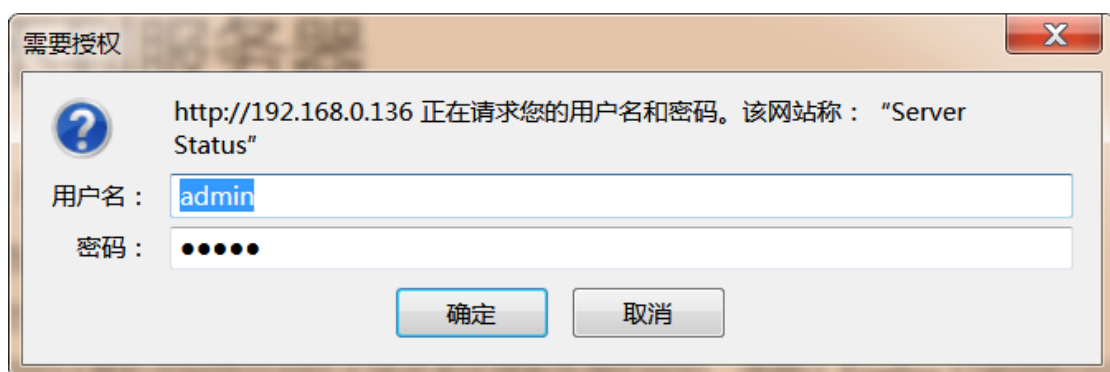 需要授权
http://192.168.0.136 正在请求您的用户名和密码。该网站称： “Server
Status”
用户名： admin
密码： ●●●●●
确定 取消